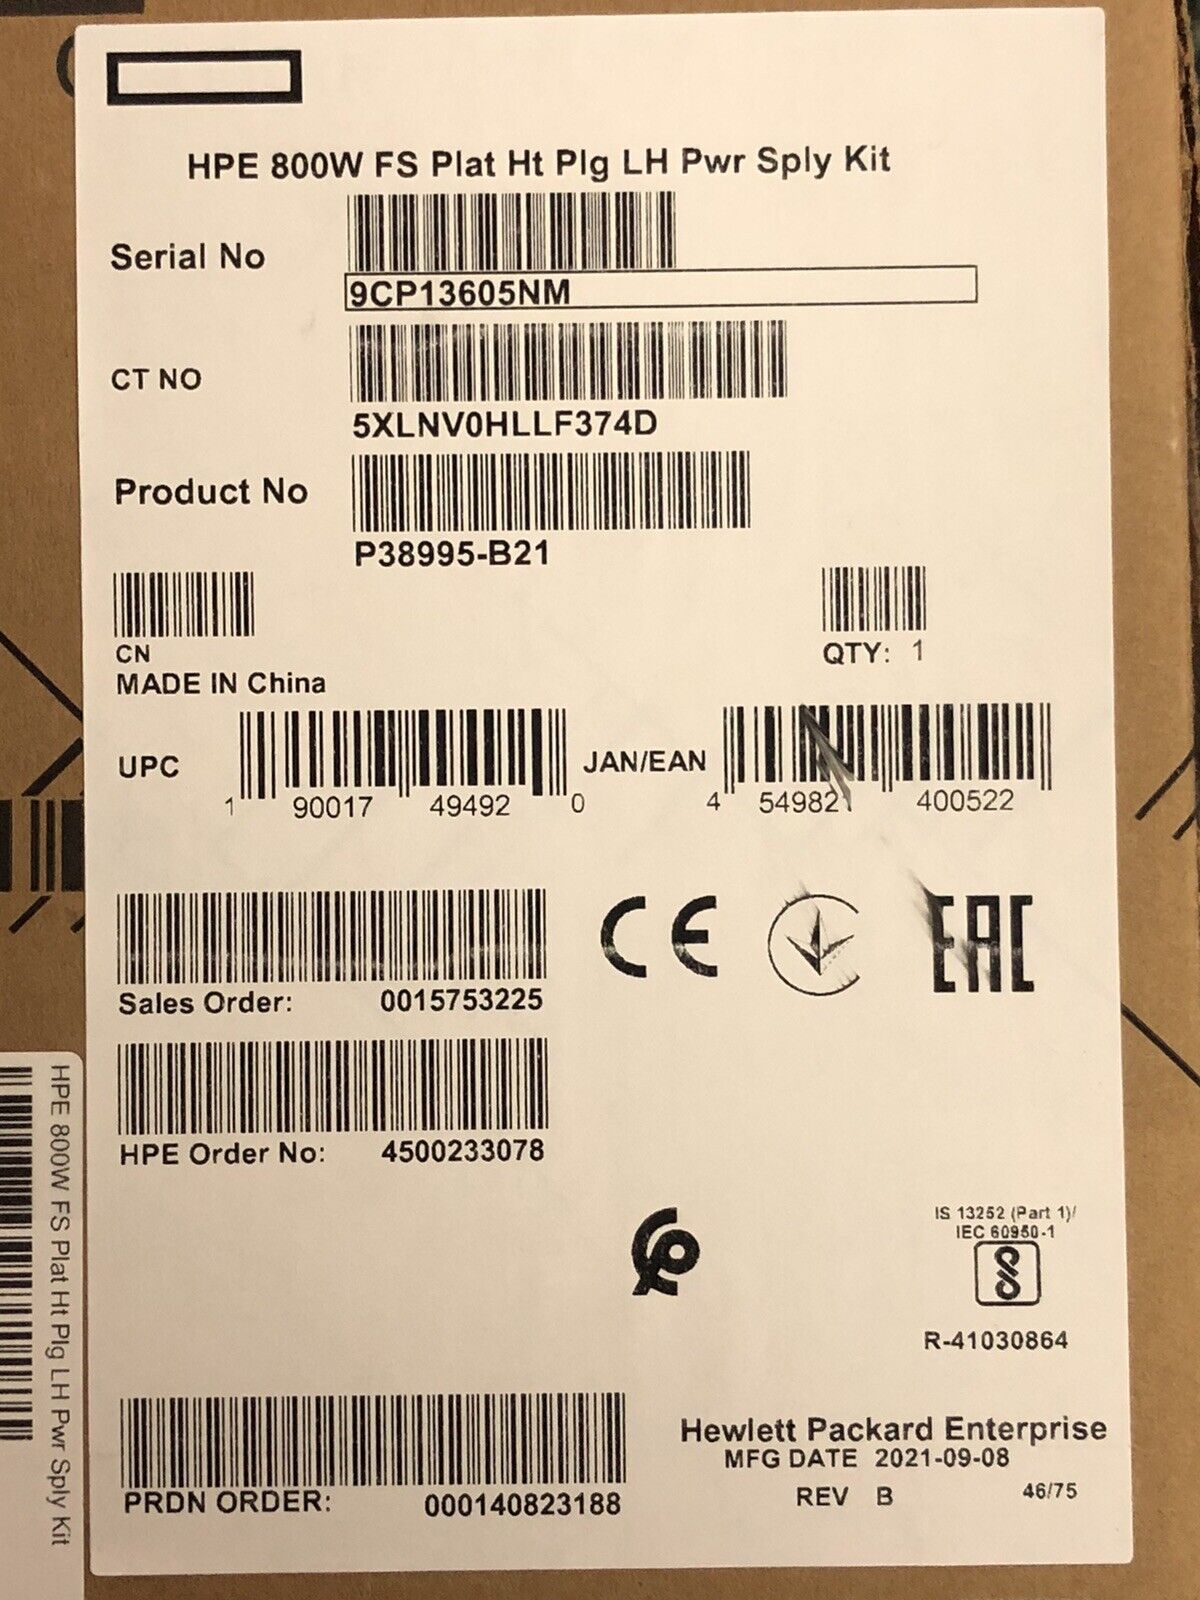 HPE 800W FS Plat Ht Plg LH Pwr Sply Kit
Serial No
9CP13605NM
CT NO
5XLNV0HLLF374D
Product No
P38995-B21
CN
QTY: 1
MADE IN China
UPC
1 90017 49492 0
JAN/EAN
4 549821 400522
Sales Order: 0015753225
CE
EAC
HPE Order No: 4500233078
IS 13252 (Part 1)/
IEC 60950-1
R-41030864
Hewlett Packard Enterprise
MFG DATE 2021-09-08
REV B 46/75
PRDN ORDER: 000140823188
HPE 800W FS Plat Ht Plg LH Pwr Sply Kit